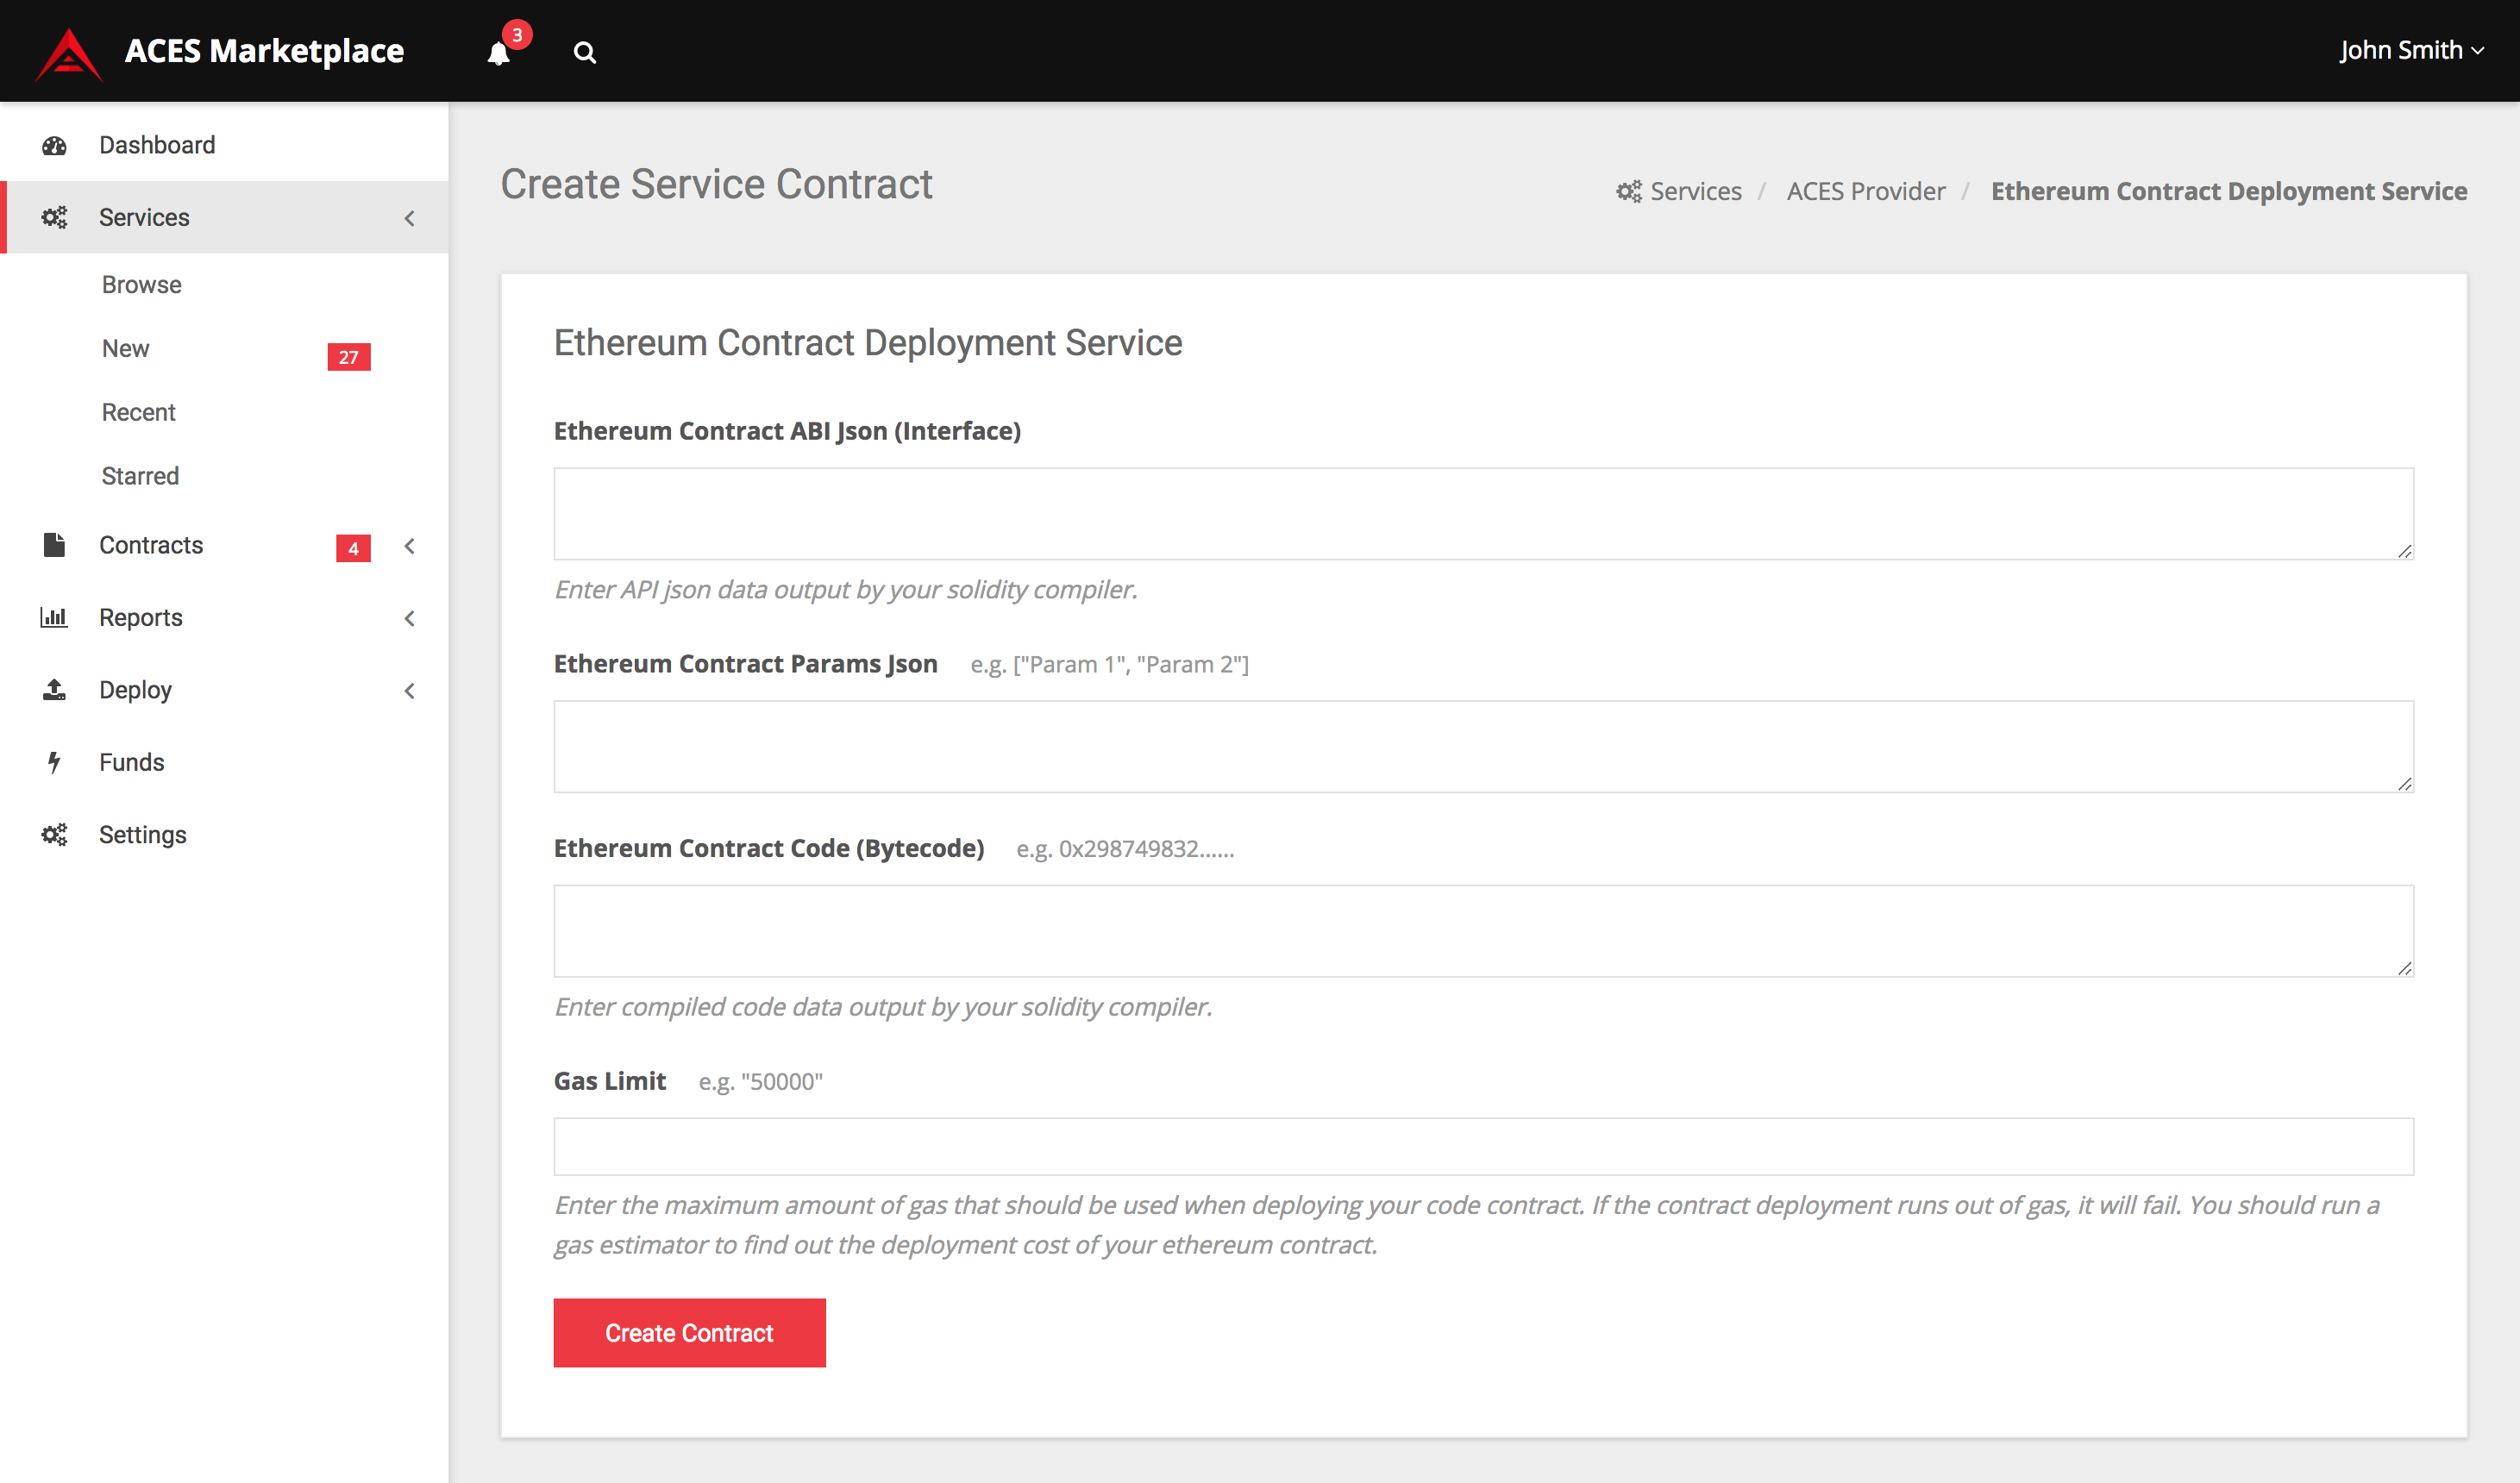 ACES Marketplace
3
John Smith
Dashboard
Services
Browse
New 27
Recent
Starred
Contracts 4
Reports
Deploy
Funds
Settings
Create Service Contract
Services / ACES Provider / Ethereum Contract Deployment Service
Ethereum Contract Deployment Service
Ethereum Contract ABI Json (Interface)
Enter API json data output by your solidity compiler.
Ethereum Contract Params Json e.g. ["Param 1", "Param 2"]
Ethereum Contract Code (Bytecode) e.g. 0x298749832......
Enter compiled code data output by your solidity compiler.
Gas Limit e.g. "50000"
Enter the maximum amount of gas that should be used when deploying your code contract. If the contract deployment runs out of gas, it will fail. You should run a
gas estimator to find out the deployment cost of your ethereum contract.
Create Contract